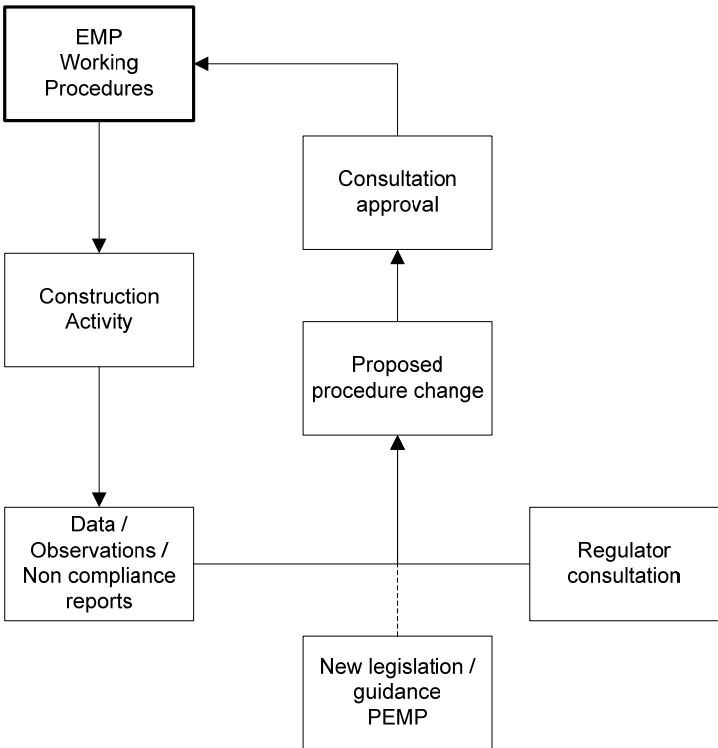 EMP
Working
Procedures
Consultation
approval
Construction
Activity
Proposed
procedure change
Data /
Observations /
Non compliance
reports
Regulator
consultation
New legislation /
guidance
PEMP